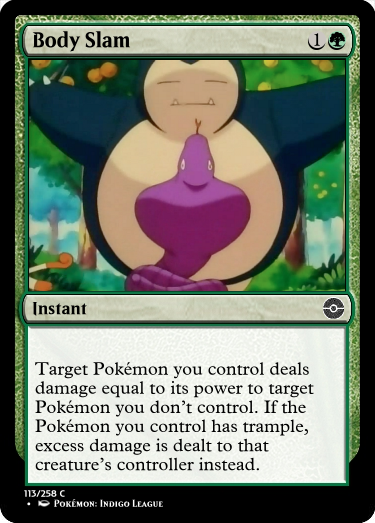 Body Slam 1
Instant
Target Pokémon you control deals
damage equal to its power to target
Pokémon you don't control. If the
Pokémon you control has trample,
excess damage is dealt to that
creature's controller instead.
113/258 C
• Pokémon: Indigo League